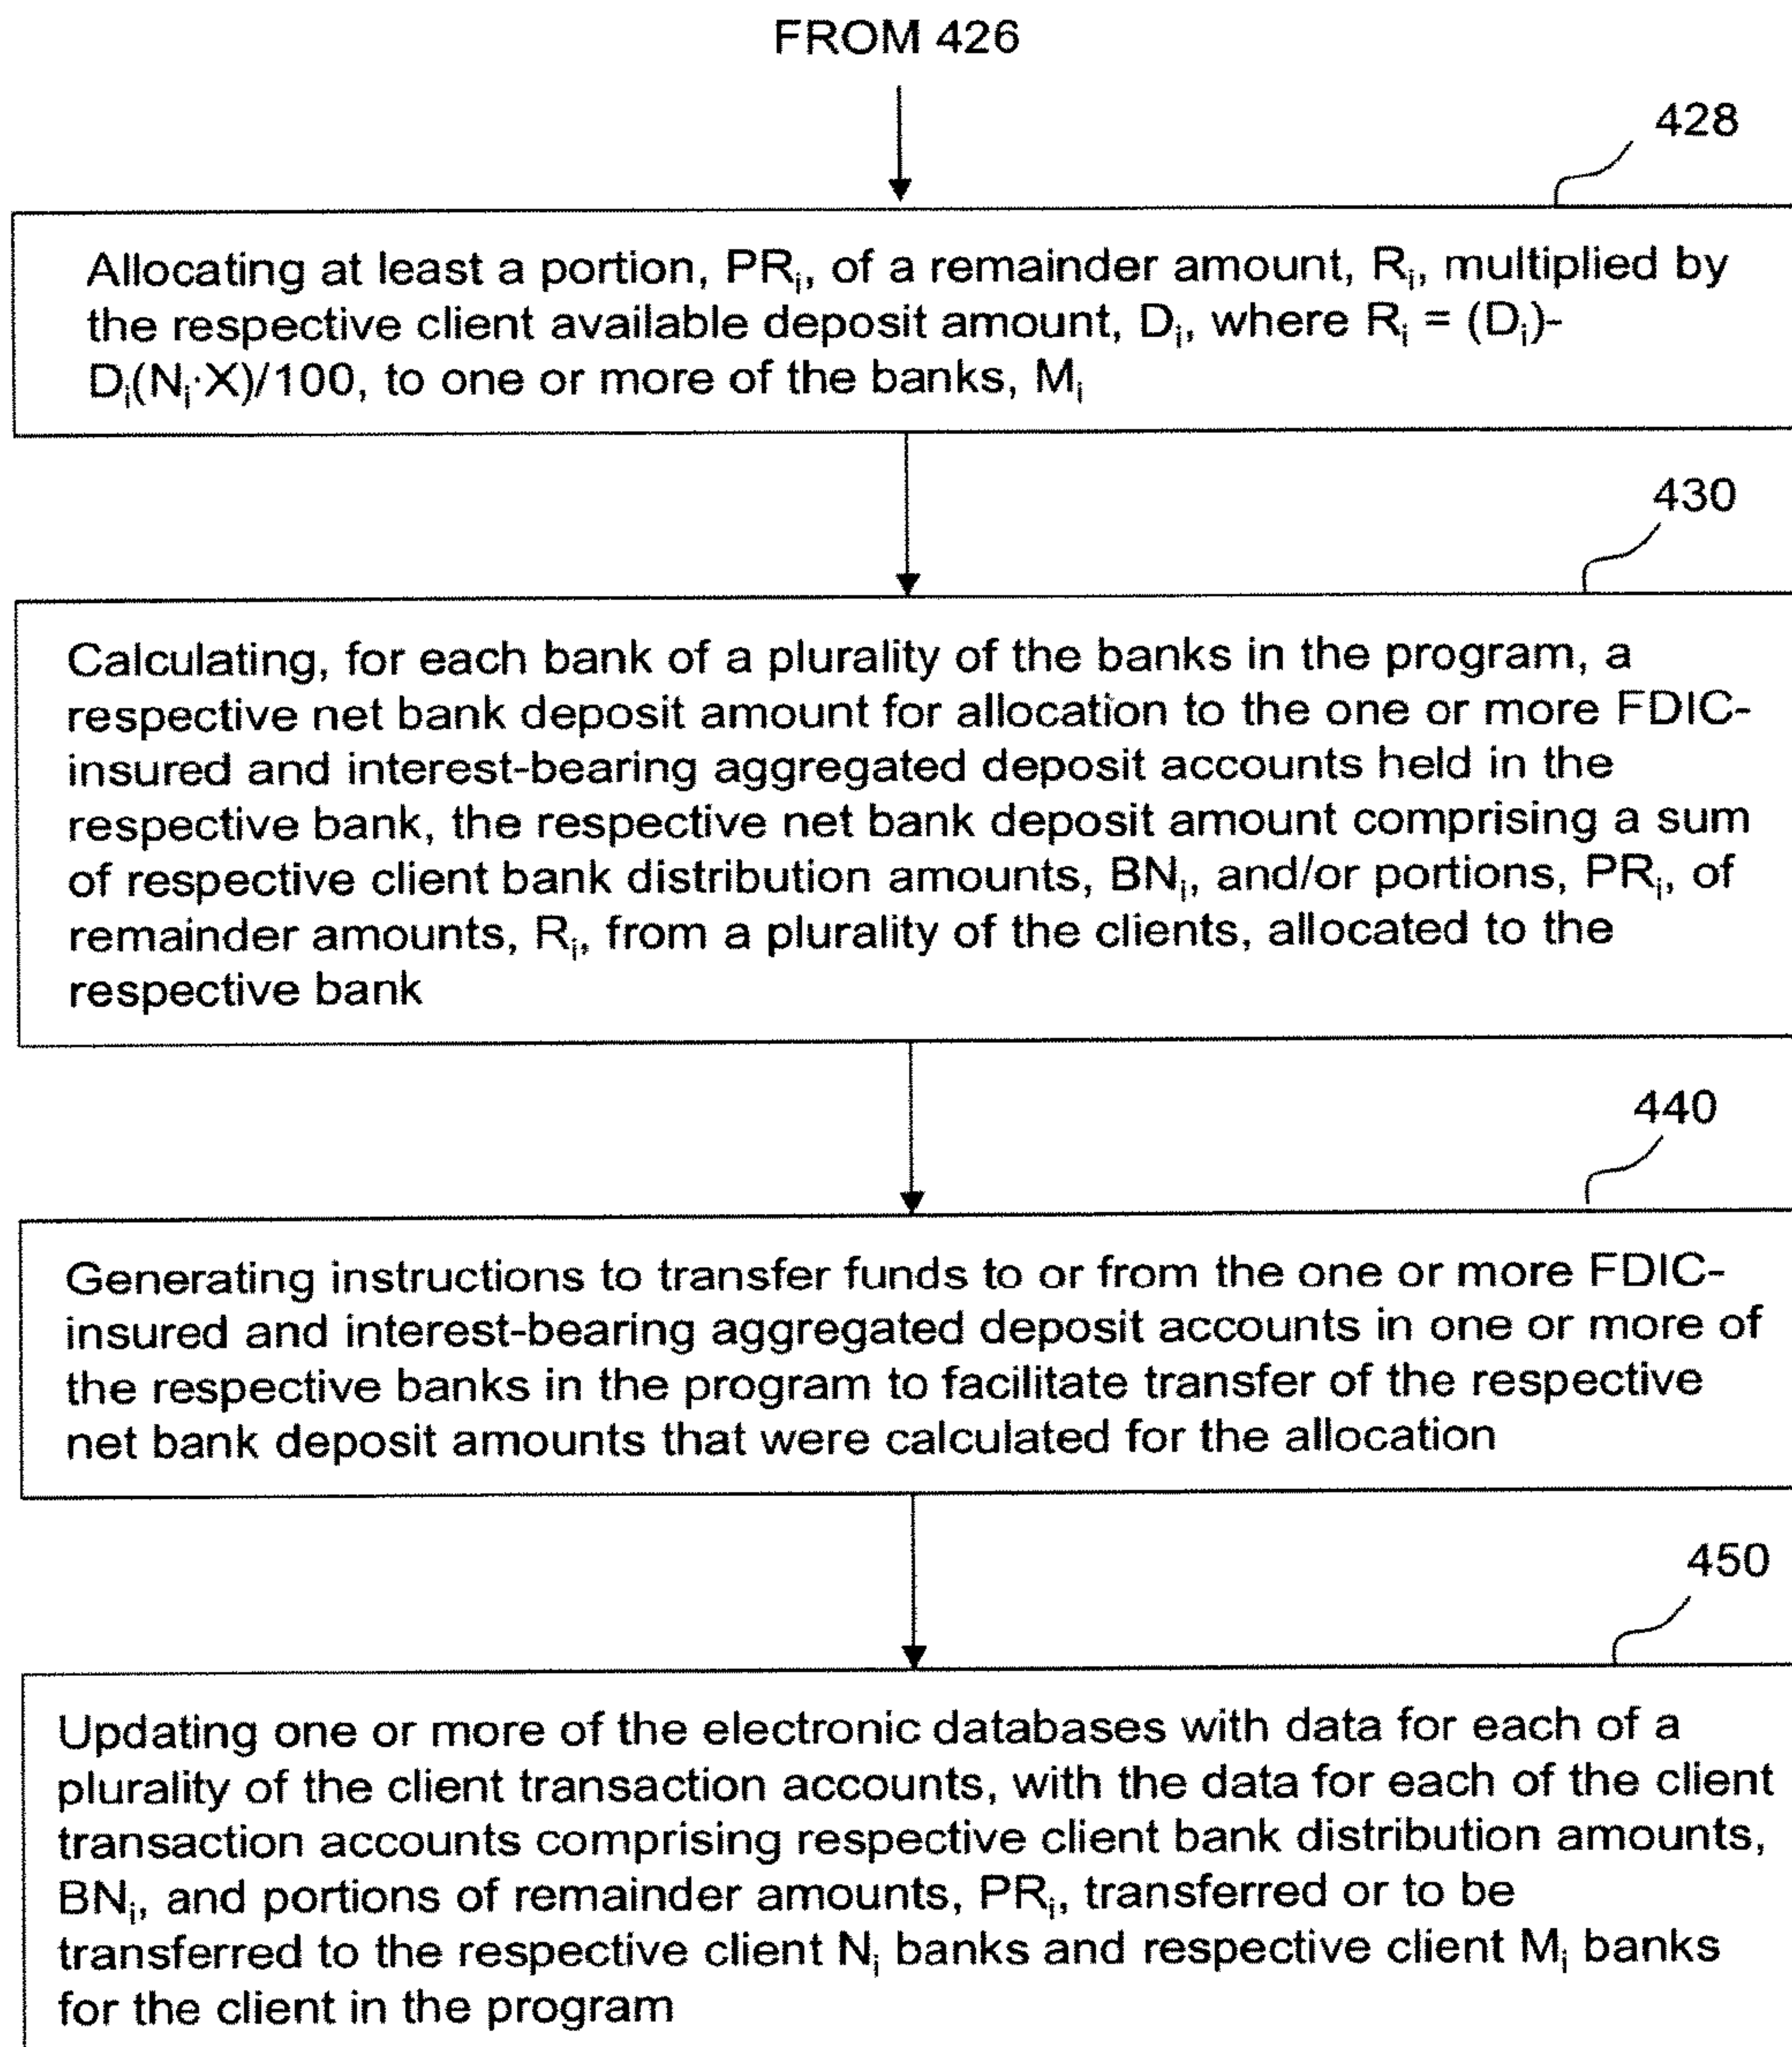 FROM 426
428
Allocating at least a portion, PRᵢ, of a remainder amount, Rᵢ, multiplied by
the respective client available deposit amount, Dᵢ, where Rᵢ = (Dᵢ)-
Dᵢ(Nᵢ·X)/100, to one or more of the banks, Mᵢ
430
Calculating, for each bank of a plurality of the banks in the program, a
respective net bank deposit amount for allocation to the one or more FDIC-
insured and interest-bearing aggregated deposit accounts held in the
respective bank, the respective net bank deposit amount comprising a sum
of respective client bank distribution amounts, BNᵢ, and/or portions, PRᵢ, of
remainder amounts, Rᵢ, from a plurality of the clients, allocated to the
respective bank
440
Generating instructions to transfer funds to or from the one or more FDIC-
insured and interest-bearing aggregated deposit accounts in one or more of
the respective banks in the program to facilitate transfer of the respective
net bank deposit amounts that were calculated for the allocation
450
Updating one or more of the electronic databases with data for each of a
plurality of the client transaction accounts, with the data for each of the client
transaction accounts comprising respective client bank distribution amounts,
BNᵢ, and portions of remainder amounts, PRᵢ, transferred or to be
transferred to the respective client Nᵢ banks and respective client Mᵢ banks
for the client in the program